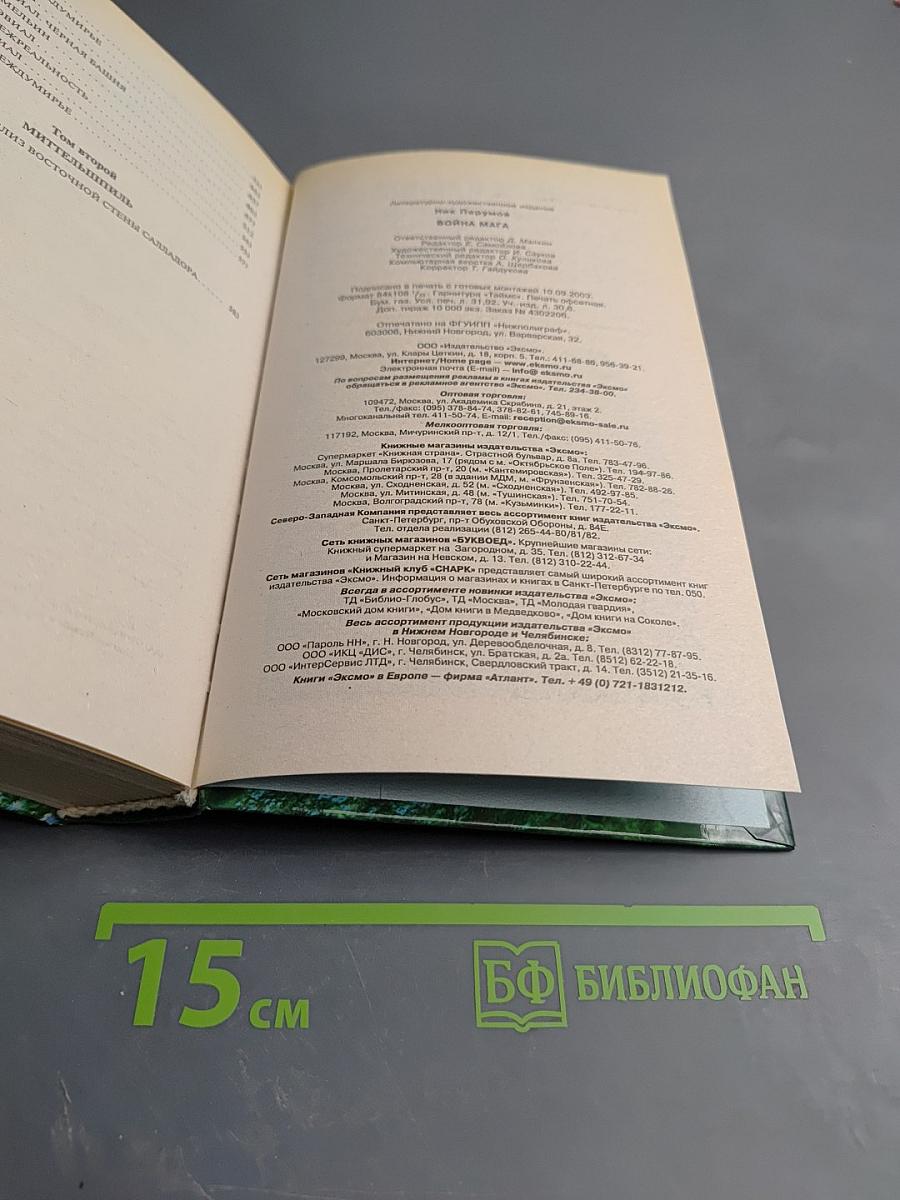 ДУМИРЬЕ
ИАЛ. ЧЕРНАЯ БАШНЯ
МЕЛЬИН
ОВИАЛ
ЕЖРЕАЛЬНОСТЬ
ИАЛ
ЕЖДУМИРЬЕ
Том второй
МИТТЕЛЬШПИЛЬ
ЛИЗ ВОСТОЧНОЙ СТЕНЫ САЛЛАДОРА
Литературно-художественное издание
Ник Перумов
ВОЙНА МАГА
Ответственный редактор Д. Малкин
Редактор Е. Самойлова
Художественный редактор И. Сауков
Технический редактор О. Куликова
Компьютерная верстка А. Щербакова
Корректор Т. Гайдукова
Подписано в печать с готовых монтажей 19.09.2003.
Формат 84х108 1/32. Гарнитура «Таймс». Печать офсетная.
Бум. газ. Усл. печ. л. 31,92. Уч. изд. л. 30,6.
Доп. тираж 10 000 экз. Заказ № 4302206.
Отпечатано на ФГУИПП «Нижполиграф».
603006, Нижний Новгород, ул. Варварская, 32.
ООО «Издательство «Эксмо».
127299, Москва, ул. Клары Цеткин, д. 18, корп. 5. Тел.: 411-68-86, 956-39-21.
Интернет/Home page — www.eksmo.ru
Электронная почта (E-mail) — info@ eksmo.ru
По вопросам размещения рекламы в книгах издательства «Эксмо»
обращаться в рекламное агентство «Эксмо». Тел. 234-38-00.
Оптовая торговля:
109472, Москва, ул. Академика Скрябина, д. 21, этаж 2.
Тел./факс: (095) 378-84-74, 378-82-61, 745-89-16.
Многоканальный тел. 411-50-74. E-mail: reception@eksmo-sale.ru
Мелкооптовая торговля:
117192, Москва, Мичуринский пр-т, д. 12/1. Тел./факс: (095) 411-50-76.
Книжные магазины издательства «Эксмо»:
Супермаркет «Книжная страна». Страстной бульвар, д. 8а. Тел. 783-47-96.
Москва, ул. Маршала Бирюзова, 17 (рядом с м. «Октябрьское Поле»). Тел. 194-97-86.
Москва, Пролетарский пр-т, 20 (м. «Кантемировская»). Тел. 325-47-29.
Москва, Комсомольский пр-т, 28 (в здании МДМ, м. «Фрунзенская»). Тел. 782-88-26.
Москва, ул. Сходненская, д. 52 (м. «Сходненская»). Тел. 492-97-85.
Москва, ул. Митинская, д. 48 (м. «Тушинская»). Тел. 751-70-54.
Москва, Волгоградский пр-т, 78 (м. «Кузьминки»). Тел. 177-22-11.
Северо-Западная Компания представляет весь ассортимент книг издательства «Эксмо».
Санкт-Петербург, пр-т Обуховской Обороны, д. 84Е.
Тел. отдела реализации (812) 265-44-80/81/82.
Сеть книжных магазинов «БУКВОЕД». Крупнейшие магазины сети:
Книжный супермаркет на Загородном, д. 35. Тел. (812) 312-67-34
и Магазин на Невском, д. 13. Тел. (812) 310-22-44.
Сеть магазинов «Книжный клуб «СНАРК» представляет самый широкий ассортимент книг
издательства «Эксмо». Информация о магазинах и книгах в Санкт-Петербурге по тел. 050.
Всегда в ассортименте новинки издательства «Эксмо»:
ТД «Библио-Глобус», ТД «Москва», ТД «Молодая гвардия»,
«Московский дом книги», «Дом книги в Медведково», «Дом книги на Соколе».
Весь ассортимент продукции издательства «Эксмо»
в Нижнем Новгороде и Челябинске:
ООО «Пароль НН», г. Н. Новгород, ул. Деревообделочная, д. 8. Тел. (8312) 77-87-95.
ООО «ИКЦ «ДИС», г. Челябинск, ул. Братская, д. 2а. Тел. (8512) 62-22-18.
ООО «ИнтерСервис ЛТД», г. Челябинск, Свердловский тракт, д. 14. Тел. (3512) 21-35-16.
Книги «Эксмо» в Европе — фирма «Атлант». Тел. + 49 (0) 721-1831212.
15 см
БФ БИБЛИОФАН